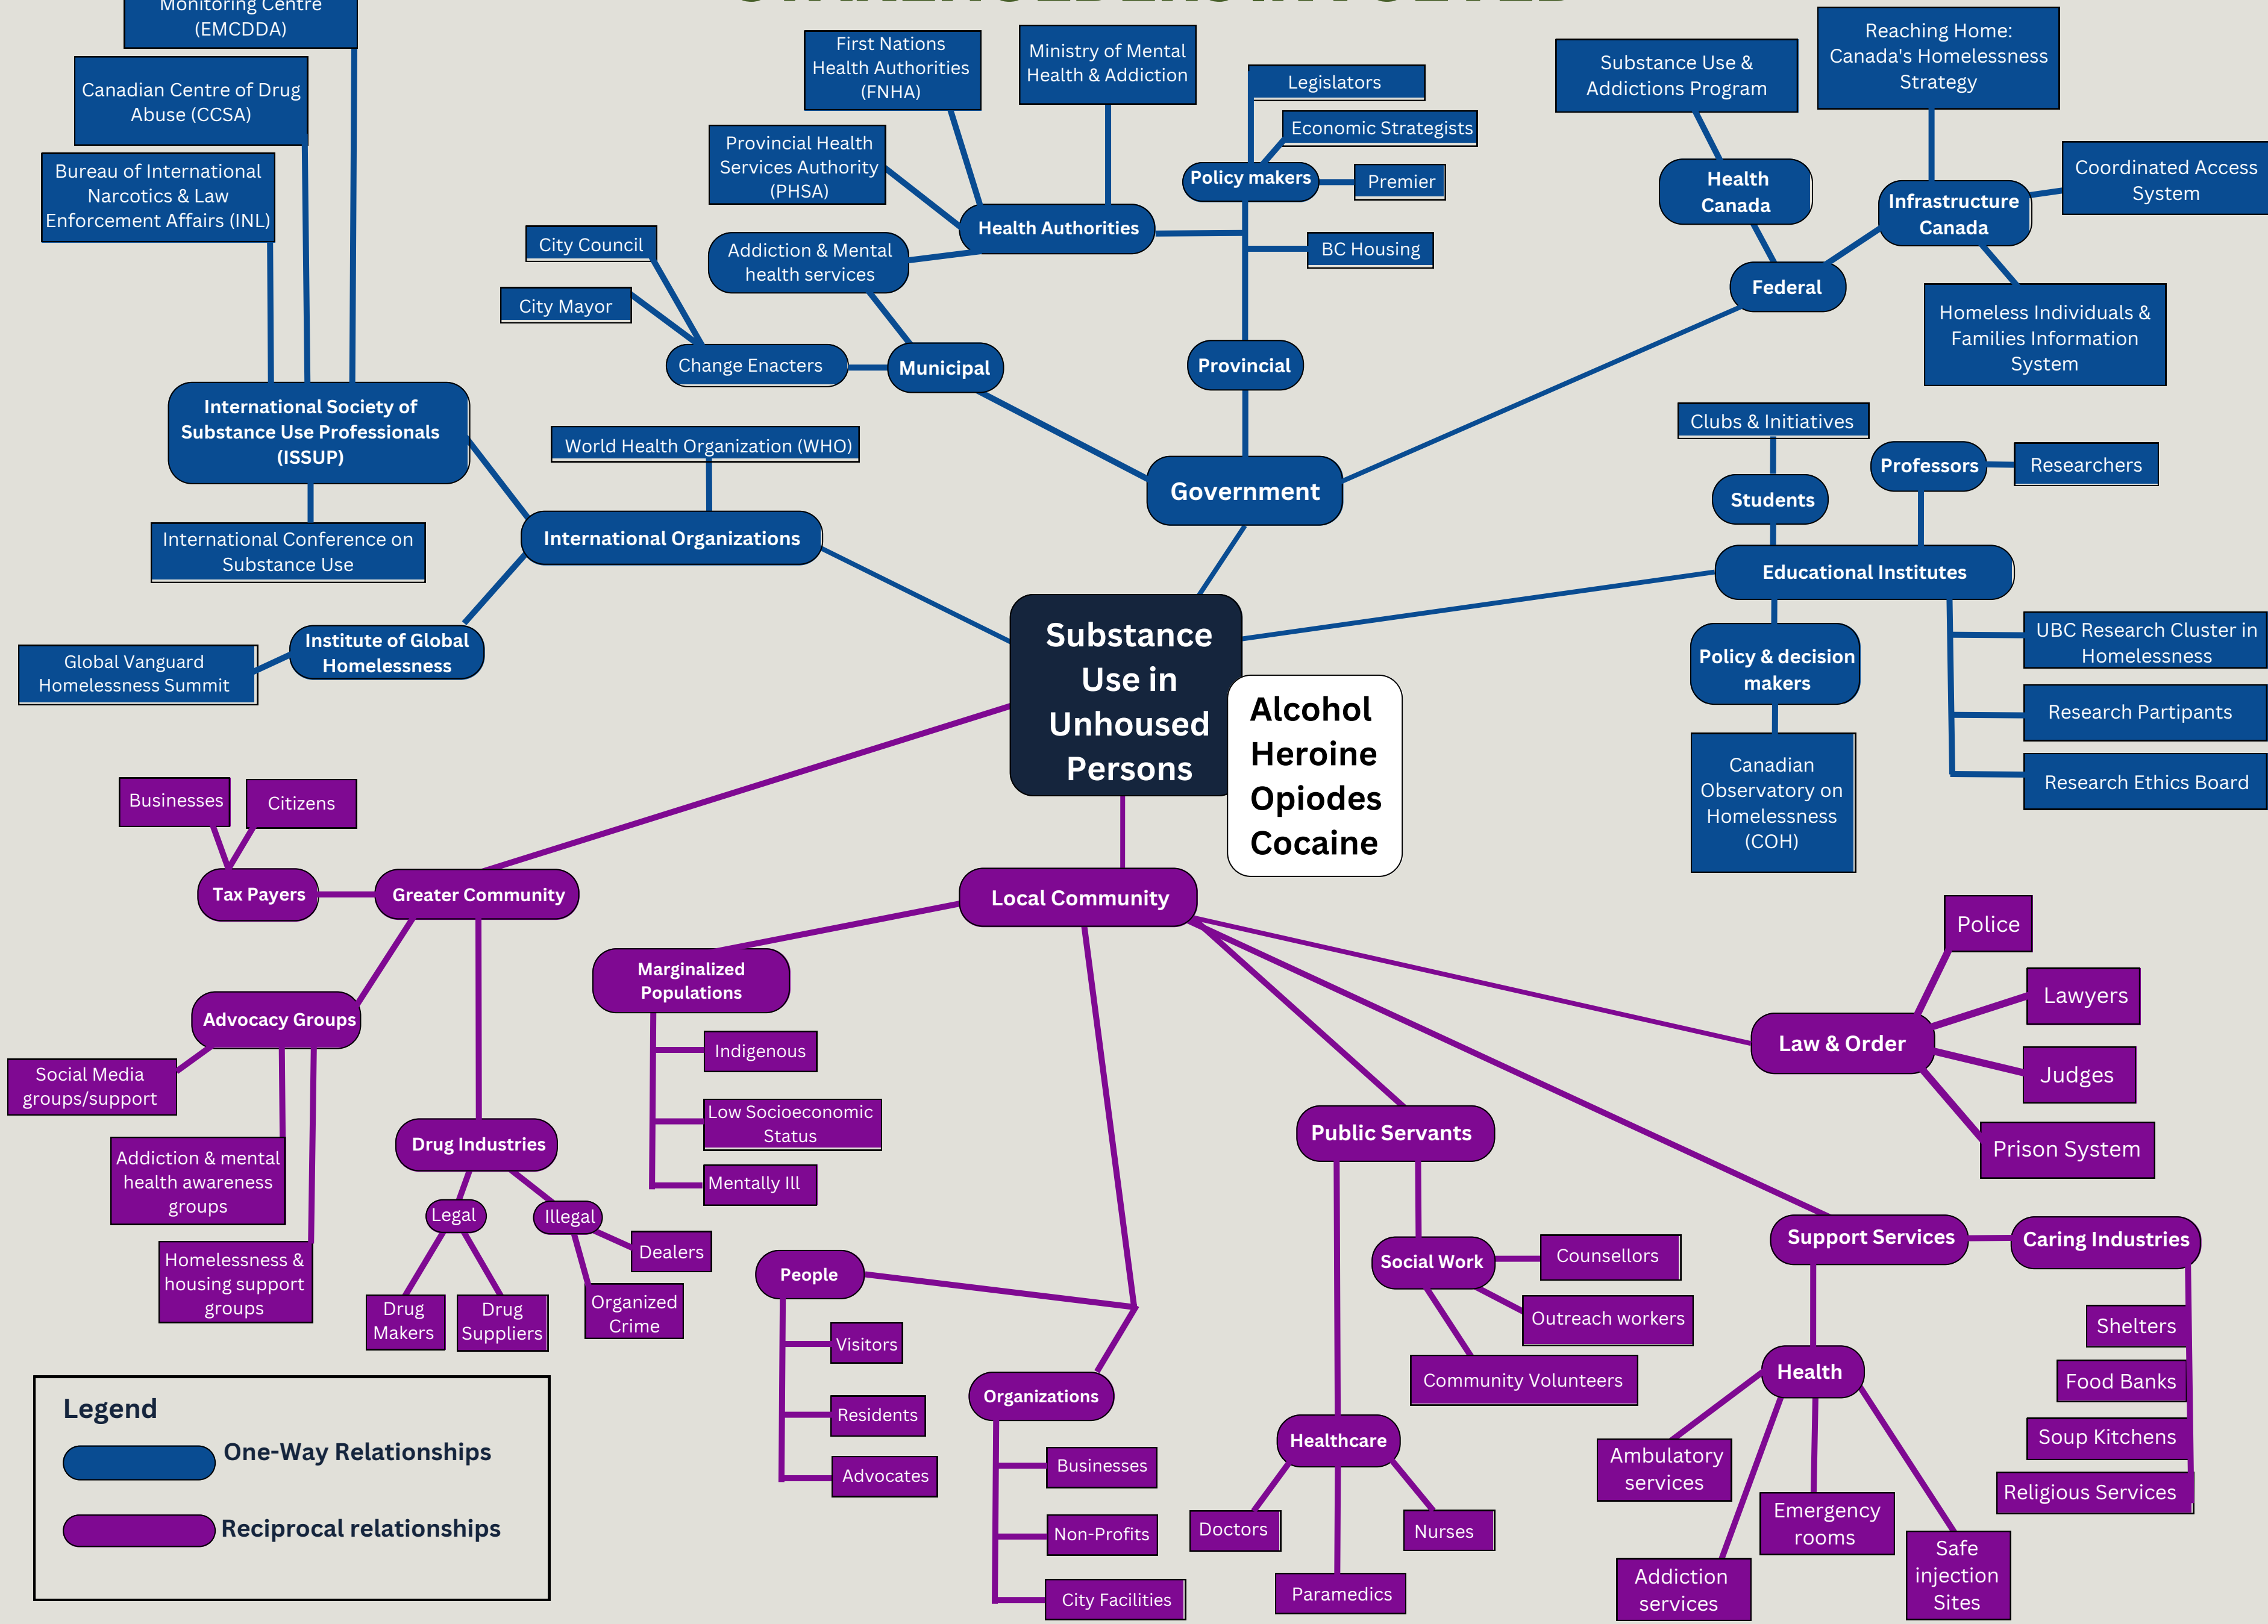 STAKEHOLDERS INVOLVED
Monitoring Centre
(EMCDDA)
Canadian Centre of Drug
Abuse (CCSA)
Bureau of International
Narcotics & Law
Enforcement Affairs (INL)
International Society of
Substance Use Professionals
(ISSUP)
International Conference on
Substance Use
World Health Organization (WHO)
International Organizations
Institute of Global
Homelessness
Global Vanguard
Homelessness Summit
First Nations
Health Authorities
(FNHA)
Ministry of Mental
Health & Addiction
Provincial Health
Services Authority
(PHSA)
Health Authorities
Addiction & Mental
health services
City Council
City Mayor
Change Enacters
Municipal
Legislators
Economic Strategists
Policy makers
Premier
BC Housing
Provincial
Government
Substance Use &
Addictions Program
Reaching Home:
Canada's Homelessness
Strategy
Health
Canada
Infrastructure
Canada
Coordinated Access
System
Federal
Homeless Individuals &
Families Information
System
Clubs & Initiatives
Students
Professors
Researchers
Educational Institutes
Policy & decision
makers
Canadian
Observatory on
Homelessness
(COH)
UBC Research Cluster in
Homelessness
Research Partipants
Research Ethics Board
Substance
Use in
Unhoused
Persons
Alcohol
Heroine
Opiodes
Cocaine
Businesses
Citizens
Tax Payers
Greater Community
Advocacy Groups
Social Media
groups/support
Addiction & mental
health awareness
groups
Homelessness &
housing support
groups
Drug Industries
Legal
Illegal
Drug
Makers
Drug
Suppliers
Dealers
Organized
Crime
Local Community
Marginalized
Populations
Indigenous
Low Socioeconomic
Status
Mentally Ill
People
Visitors
Residents
Advocates
Organizations
Businesses
Non-Profits
City Facilities
Public Servants
Social Work
Counsellors
Outreach workers
Community Volunteers
Healthcare
Doctors
Paramedics
Nurses
Law & Order
Police
Lawyers
Judges
Prison System
Support Services
Caring Industries
Shelters
Food Banks
Soup Kitchens
Religious Services
Health
Ambulatory
services
Addiction
services
Emergency
rooms
Safe
injection
Sites
Legend
One-Way Relationships
Reciprocal relationships